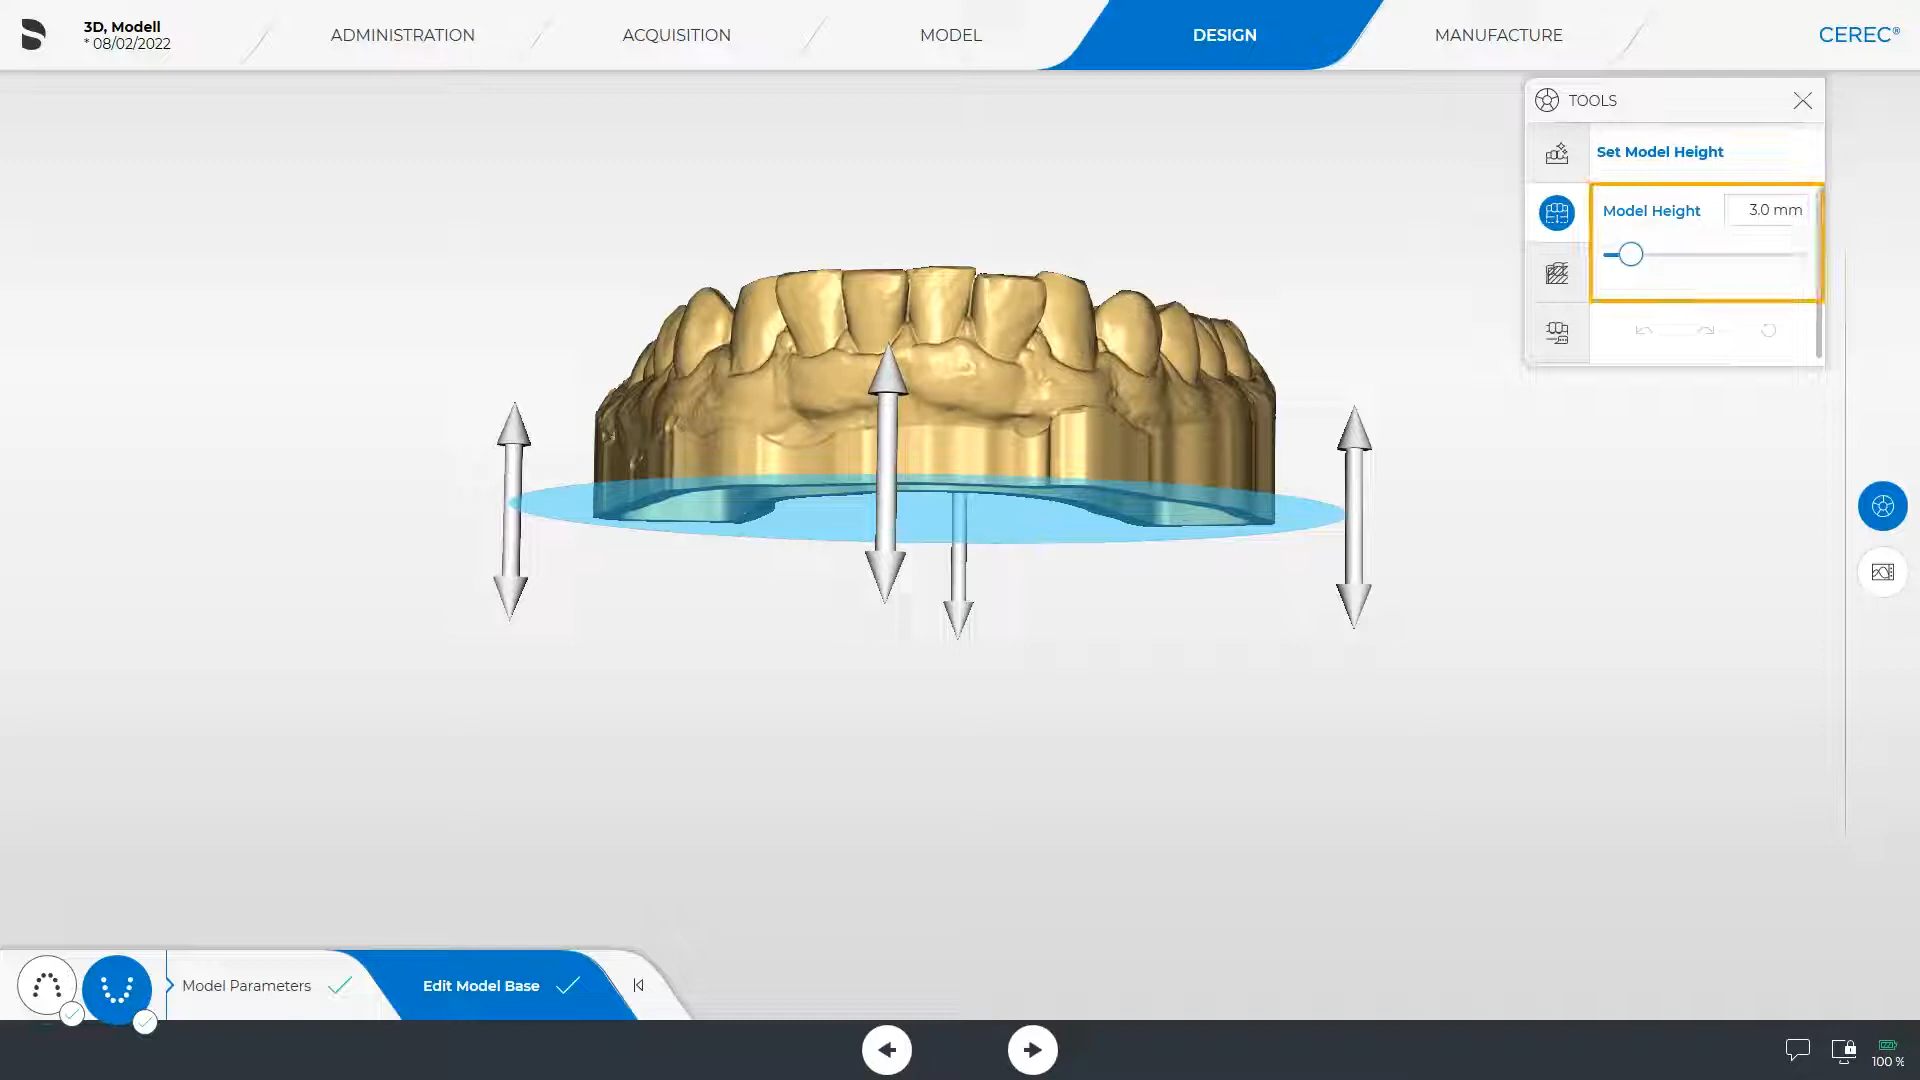 3D, Modell
* 08/02/2022
ADMINISTRATION
ACQUISITION
MODEL
DESIGN
MANUFACTURE
CEREC®
TOOLS
Set Model Height
Model Height
3.0 mm
Model Parameters
Edit Model Base
100 %